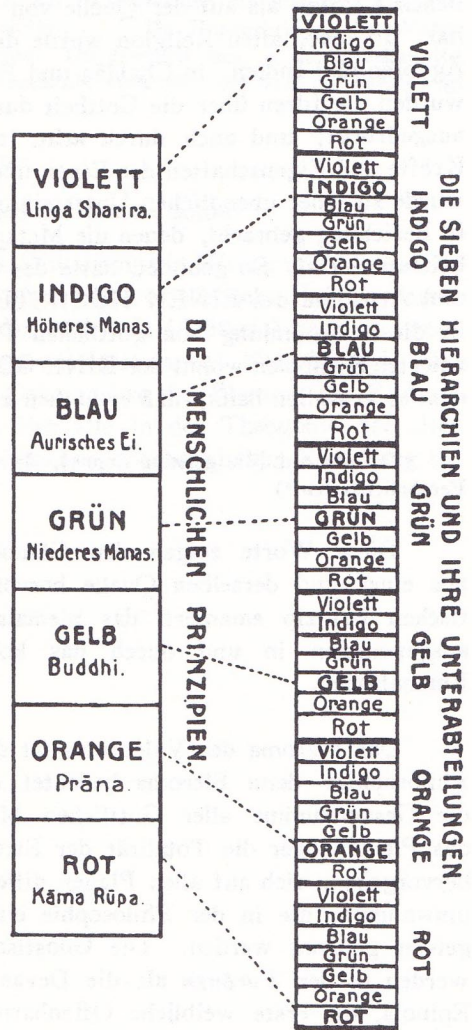 VIOLETT
Unga Sharira.
INDIGO
Höheres Manas.
BLAU
Aurisches Ei.
GRÜN
Niederes Manas.
GELB
Buddhi.
ORANGE
Prâna.
ROT
Kâma Rûpa.
DIE MENSCHLICHEN PRINZIPIEN.
VIOLETT
Indigo
Blau
Grün
Gelb
Orange
Rot
Violett
INDIGO
Blau
Grün
Gelb
Orange
Rot
Violett
Indigo
BLAU
Grün
Gelb
Orange
Rot
Violett
Indigo
Blau
GRÜN
Gelb
Orange
Rot
Violett
Indigo
Blau
Grün
GELB
Orange
Rot
Violett
Indigo
Blau
Grün
Gelb
ORANGE
Rot
Violett
Indigo
Blau
Grün
Gelb
Orange
ROT
VIOLETT
INDIGO
BLAU
GRÜN
GELB
ORANGE
ROT
DIE SIEBEN HIERARCHIEN UND IHRE UNTERABTEILUNGEN